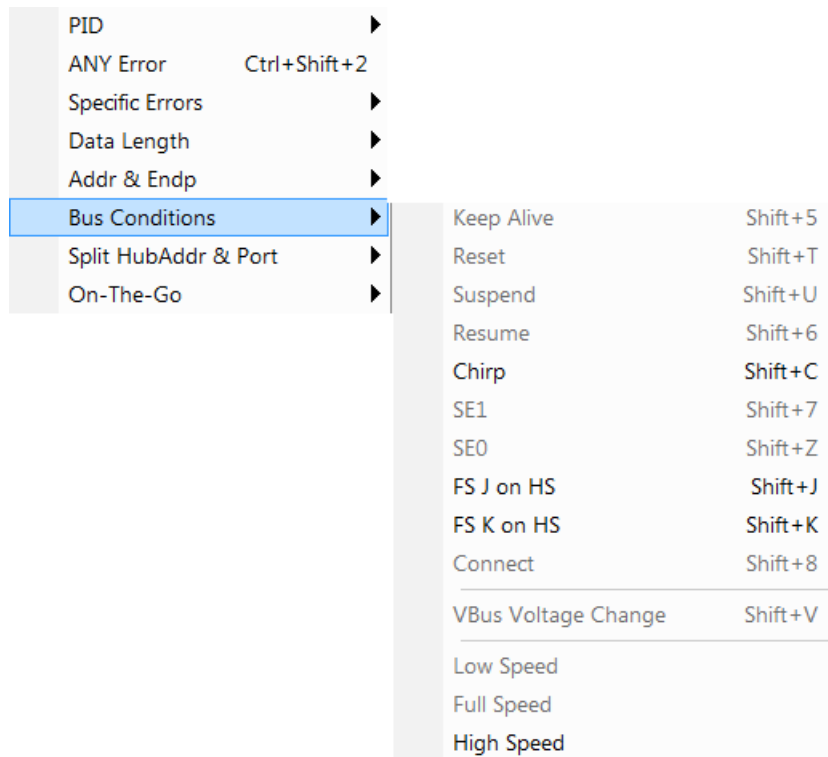 PID
ANY Error Ctrl+Shift+2
Specific Errors
Data Length
Addr & Endp
Bus Conditions
Split HubAddr & Port
On-The-Go
Keep Alive Shift+5
Reset Shift+T
Suspend Shift+U
Resume Shift+6
Chirp Shift+C
SE1 Shift+7
SE0 Shift+Z
FS J on HS Shift+J
FS K on HS Shift+K
Connect Shift+8
VBus Voltage Change Shift+V
Low Speed
Full Speed
High Speed